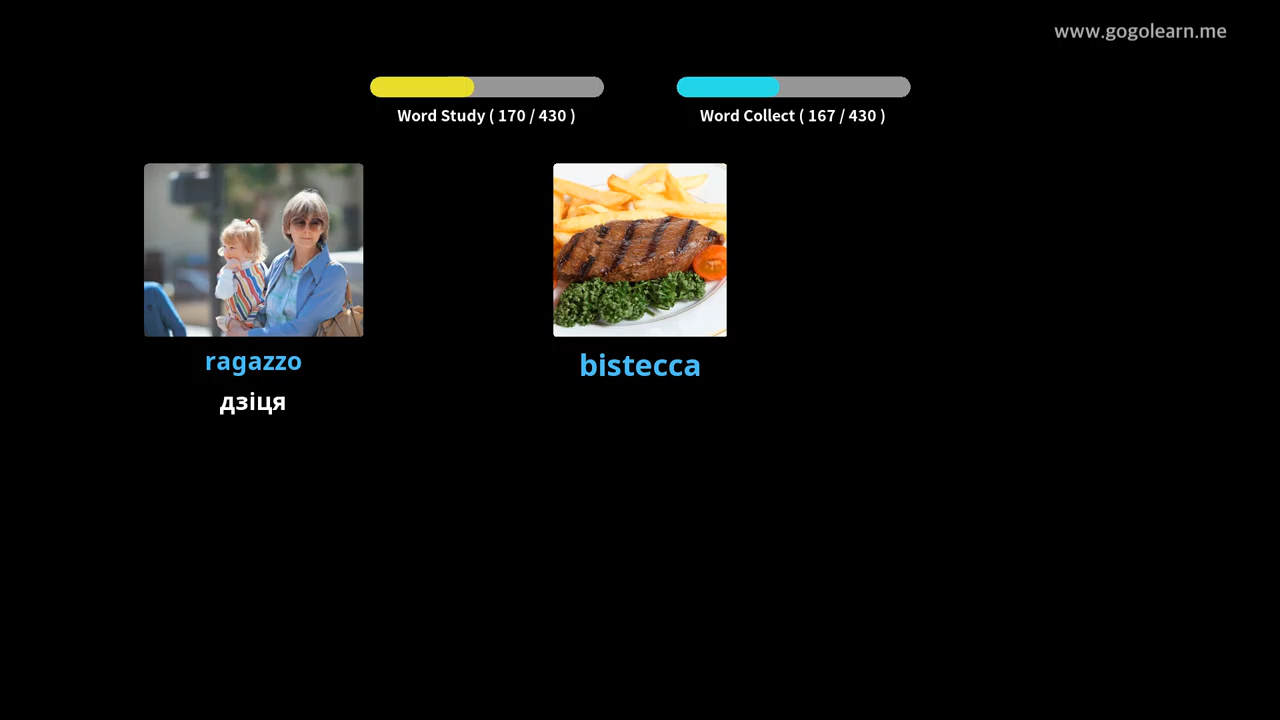 www.gogolearn.me
Word Study ( 170 / 430 )
Word Collect ( 167 / 430 )
ragazzo
дзіця
bistecca